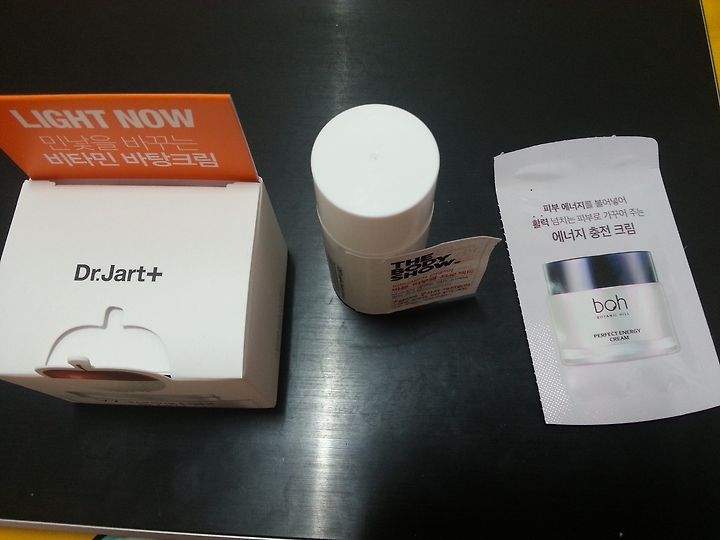 LIGHT NOW
민낯을 바꾸는
비타민 바탕크림
Dr.Jart+
THE
BODY
SHOW.
피부 에너지를 불어넣어
활력 넘치는 피부로 가꾸어 주는
에너지 충전 크림
boh
BOTANIC HILL
PERFECT ENERGY
CREAM